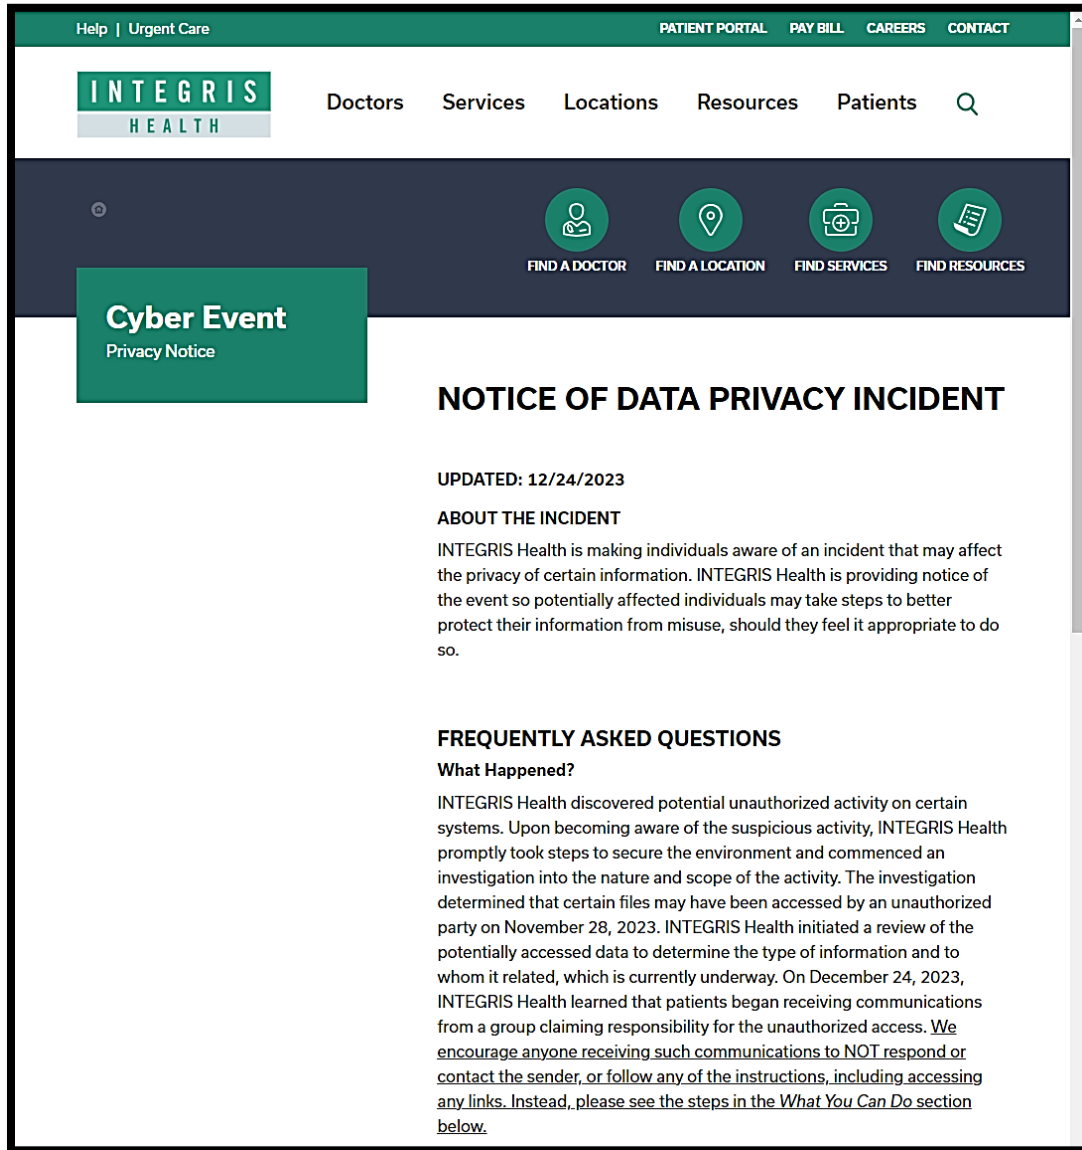 Help | Urgent Care
PATIENT PORTAL PAY BILL CAREERS CONTACT
INTEGRIS
HEALTH
Doctors Services Locations Resources Patients
FIND A DOCTOR FIND A LOCATION FIND SERVICES FIND RESOURCES
Cyber Event
Privacy Notice
NOTICE OF DATA PRIVACY INCIDENT
UPDATED: 12/24/2023
ABOUT THE INCIDENT
INTEGRIS Health is making individuals aware of an incident that may affect
the privacy of certain information. INTEGRIS Health is providing notice of
the event so potentially affected individuals may take steps to better
protect their information from misuse, should they feel it appropriate to do
so.
FREQUENTLY ASKED QUESTIONS
What Happened?
INTEGRIS Health discovered potential unauthorized activity on certain
systems. Upon becoming aware of the suspicious activity, INTEGRIS Health
promptly took steps to secure the environment and commenced an
investigation into the nature and scope of the activity. The investigation
determined that certain files may have been accessed by an unauthorized
party on November 28, 2023. INTEGRIS Health initiated a review of the
potentially accessed data to determine the type of information and to
whom it related, which is currently underway. On December 24, 2023,
INTEGRIS Health learned that patients began receiving communications
from a group claiming responsibility for the unauthorized access. We
encourage anyone receiving such communications to NOT respond or
contact the sender, or follow any of the instructions, including accessing
any links. Instead, please see the steps in the What You Can Do section
below.